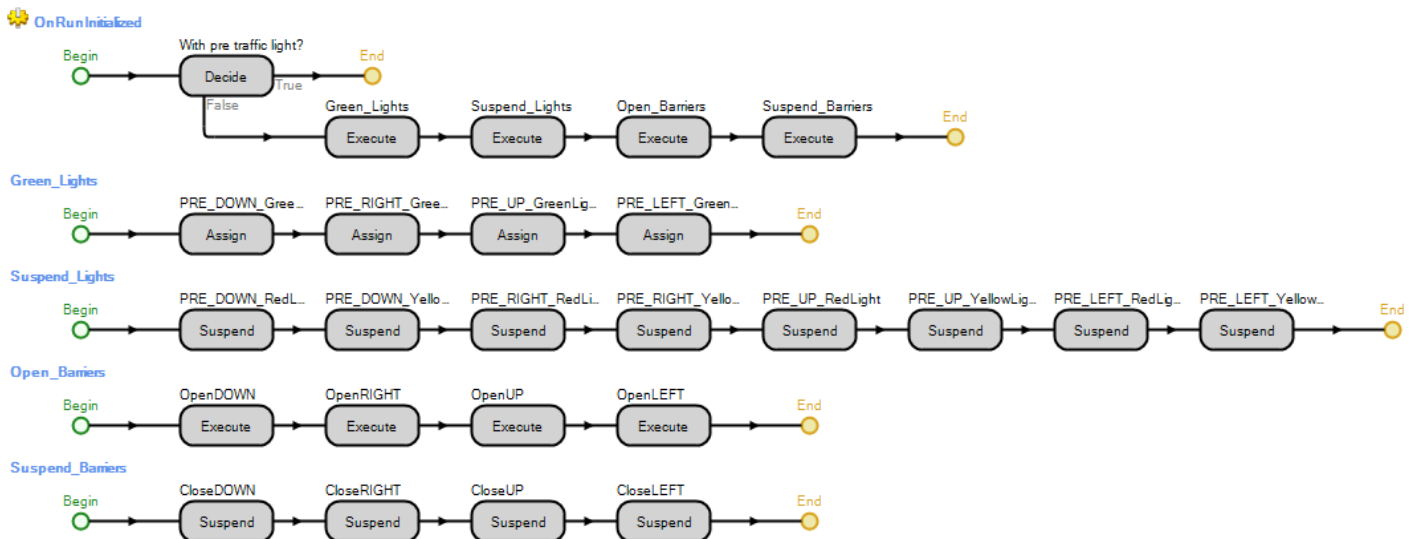 OnRunInitialized
With pre traffic light?
Begin
End
Decide
True
False
Green_Lights Suspend_Lights Open_Barriers Suspend_Barriers
End
Execute Execute Execute Execute
Green_Lights
Begin
PRE_DOWN_Gree... PRE_RIGHT_Gree... PRE_UP_GreenLig... PRE_LEFT_Green...
End
Assign Assign Assign Assign
Suspend_Lights
Begin
PRE_DOWN_RedL... PRE_DOWN_Yello... PRE_RIGHT_RedLi... PRE_RIGHT_Yello... PRE_UP_RedLight PRE_UP_YellowLig... PRE_LEFT_RedLig... PRE_LEFT_Yellow...
End
Suspend Suspend Suspend Suspend Suspend Suspend Suspend Suspend
Open_Barriers
Begin
OpenDOWN OpenRIGHT OpenUP OpenLEFT
End
Execute Execute Execute Execute
Suspend_Barriers
Begin
CloseDOWN CloseRIGHT CloseUP CloseLEFT
End
Suspend Suspend Suspend Suspend